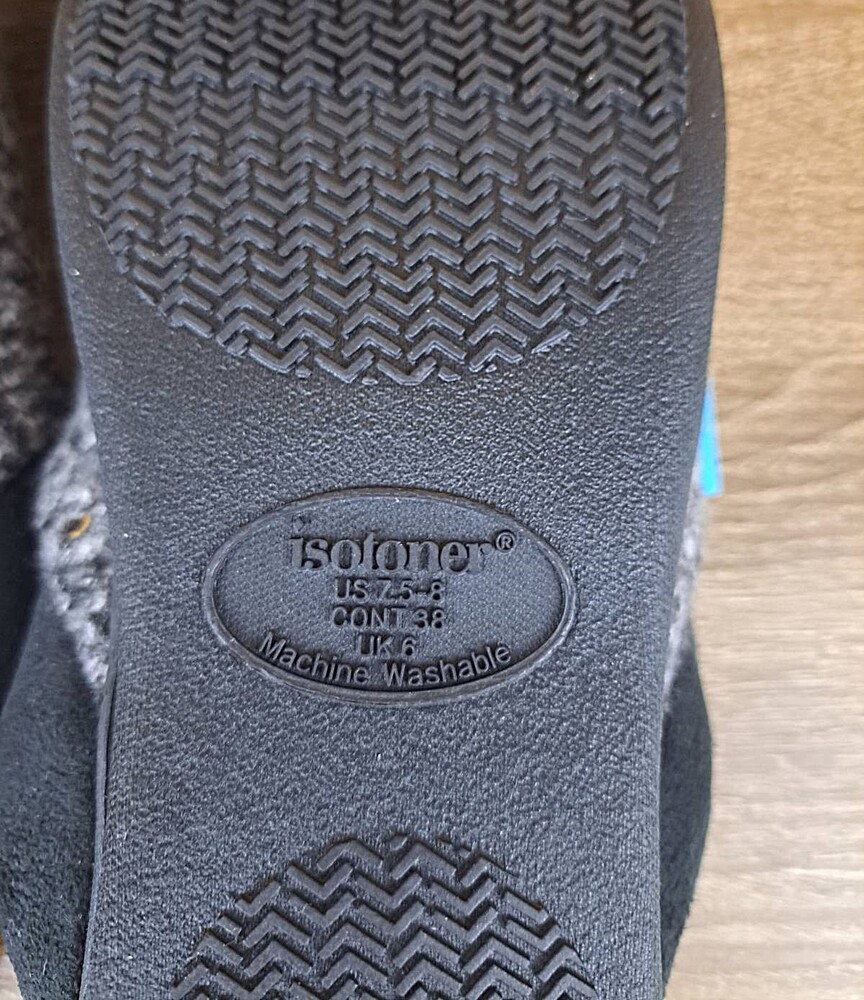 isotoner®
US 7.5-8
CONT 38
UK 6
Machine Washable